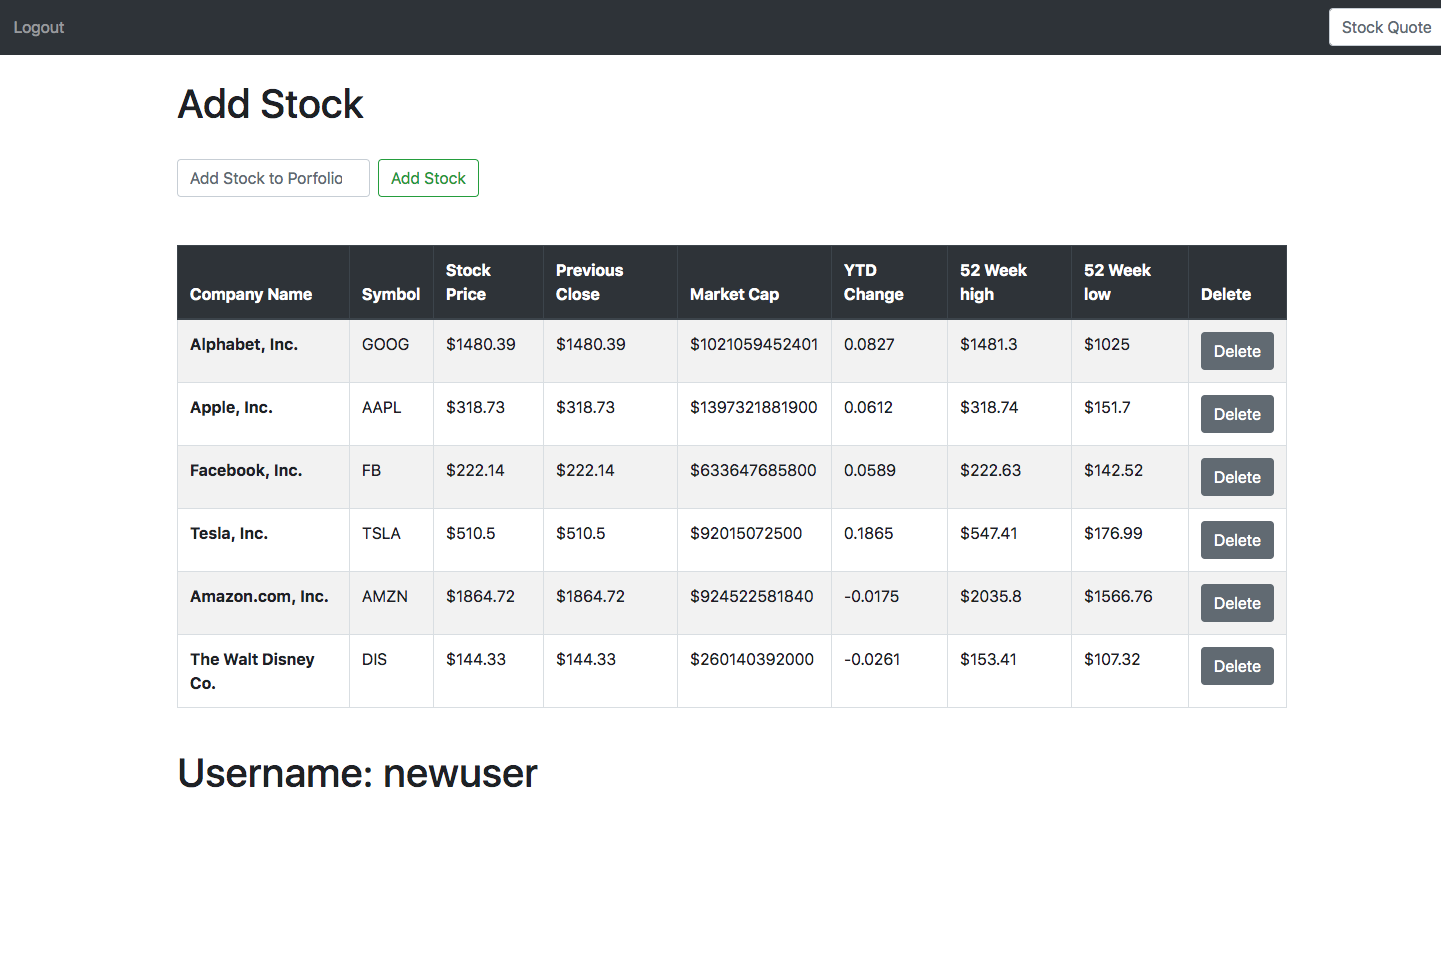 Logout
Stock Quote
Add Stock
Add Stock to Porfolio
Add Stock
Company Name Symbol Stock Price Previous Close Market Cap YTD Change 52 Week high 52 Week low Delete
Alphabet, Inc. GOOG $1480.39 $1480.39 $1021059452401 0.0827 $1481.3 $1025 Delete
Apple, Inc. AAPL $318.73 $318.73 $1397321881900 0.0612 $318.74 $151.7 Delete
Facebook, Inc. FB $222.14 $222.14 $633647685800 0.0589 $222.63 $142.52 Delete
Tesla, Inc. TSLA $510.5 $510.5 $92015072500 0.1865 $547.41 $176.99 Delete
Amazon.com, Inc. AMZN $1864.72 $1864.72 $924522581840 -0.0175 $2035.8 $1566.76 Delete
The Walt Disney Co. DIS $144.33 $144.33 $260140392000 -0.0261 $153.41 $107.32 Delete
Username: newuser